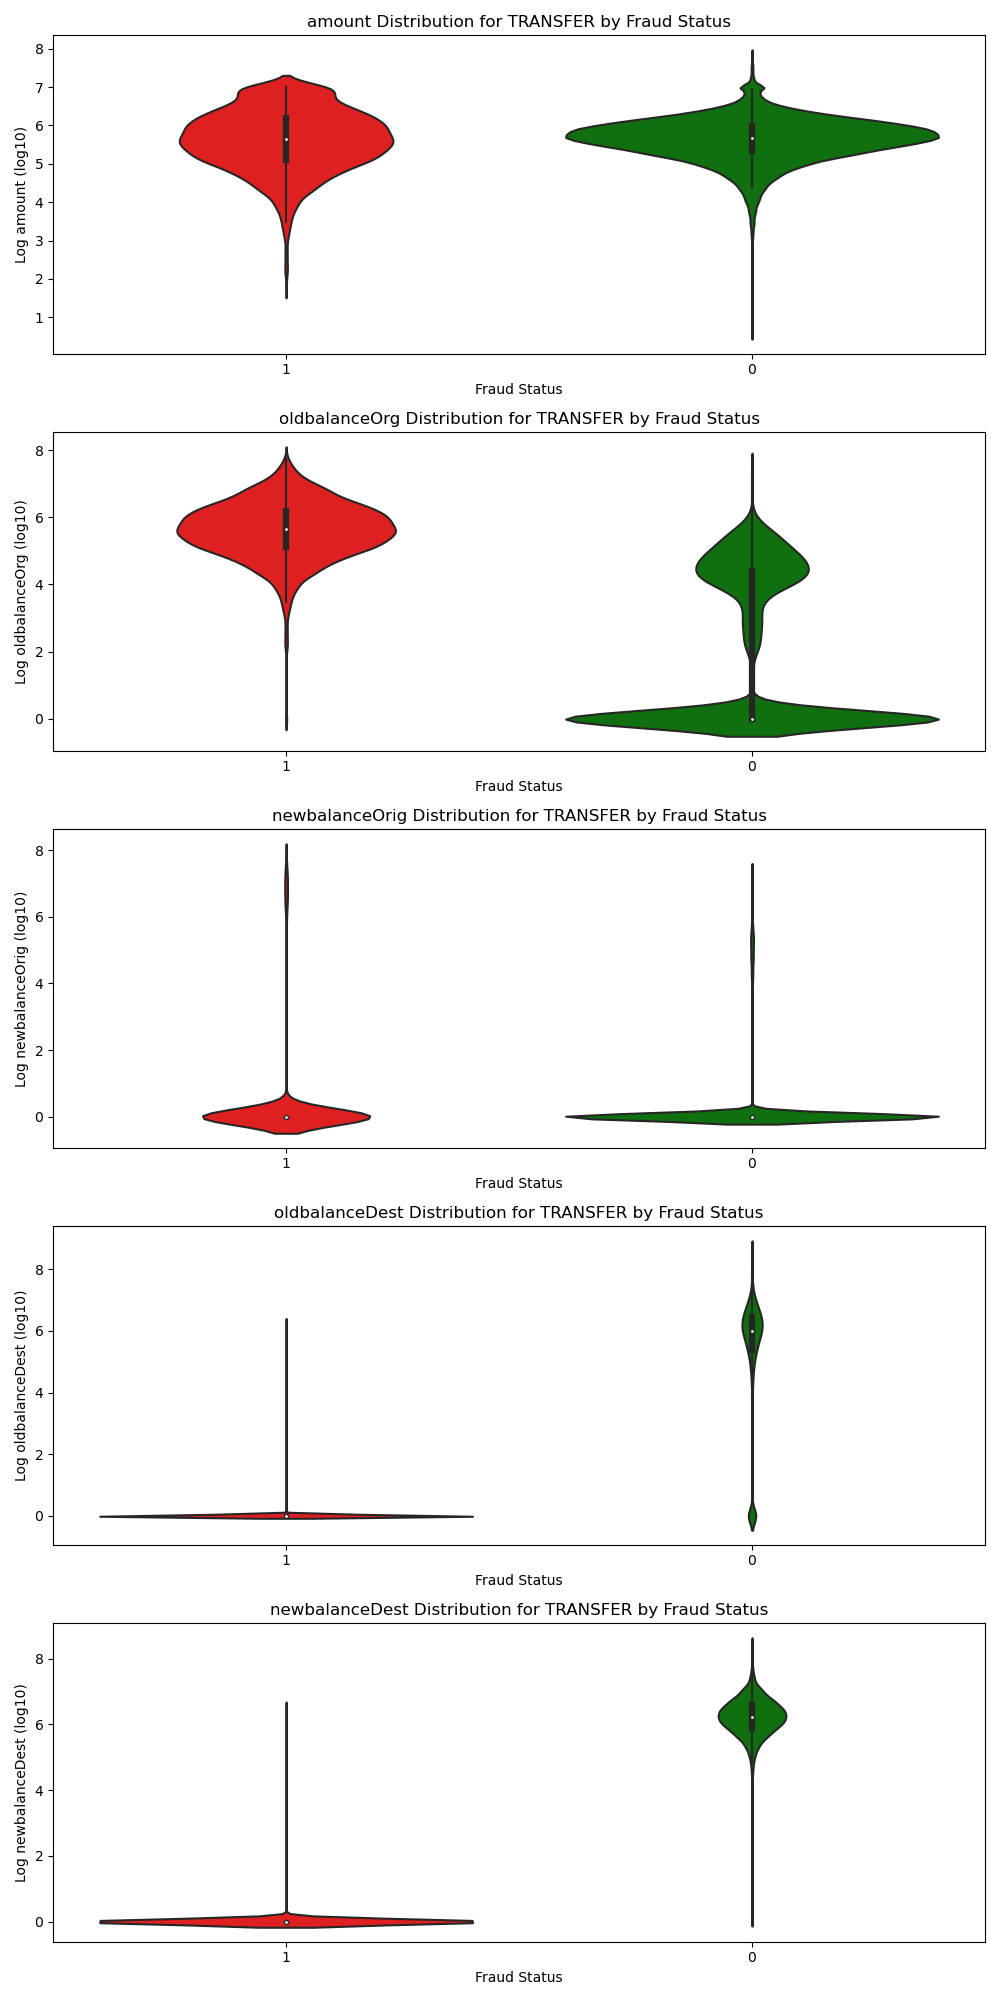 amount Distribution for TRANSFER by Fraud Status
Log amount (log10)
8
7
6
5
4
3
2
1
1
0
Fraud Status
oldbalanceOrg Distribution for TRANSFER by Fraud Status
Log oldbalanceOrg (log10)
8
6
4
2
0
1
0
Fraud Status
newbalanceOrig Distribution for TRANSFER by Fraud Status
Log newbalanceOrig (log10)
8
6
4
2
0
1
0
Fraud Status
oldbalanceDest Distribution for TRANSFER by Fraud Status
Log oldbalanceDest (log10)
8
6
4
2
0
1
0
Fraud Status
newbalanceDest Distribution for TRANSFER by Fraud Status
Log newbalanceDest (log10)
8
6
4
2
0
1
0
Fraud Status